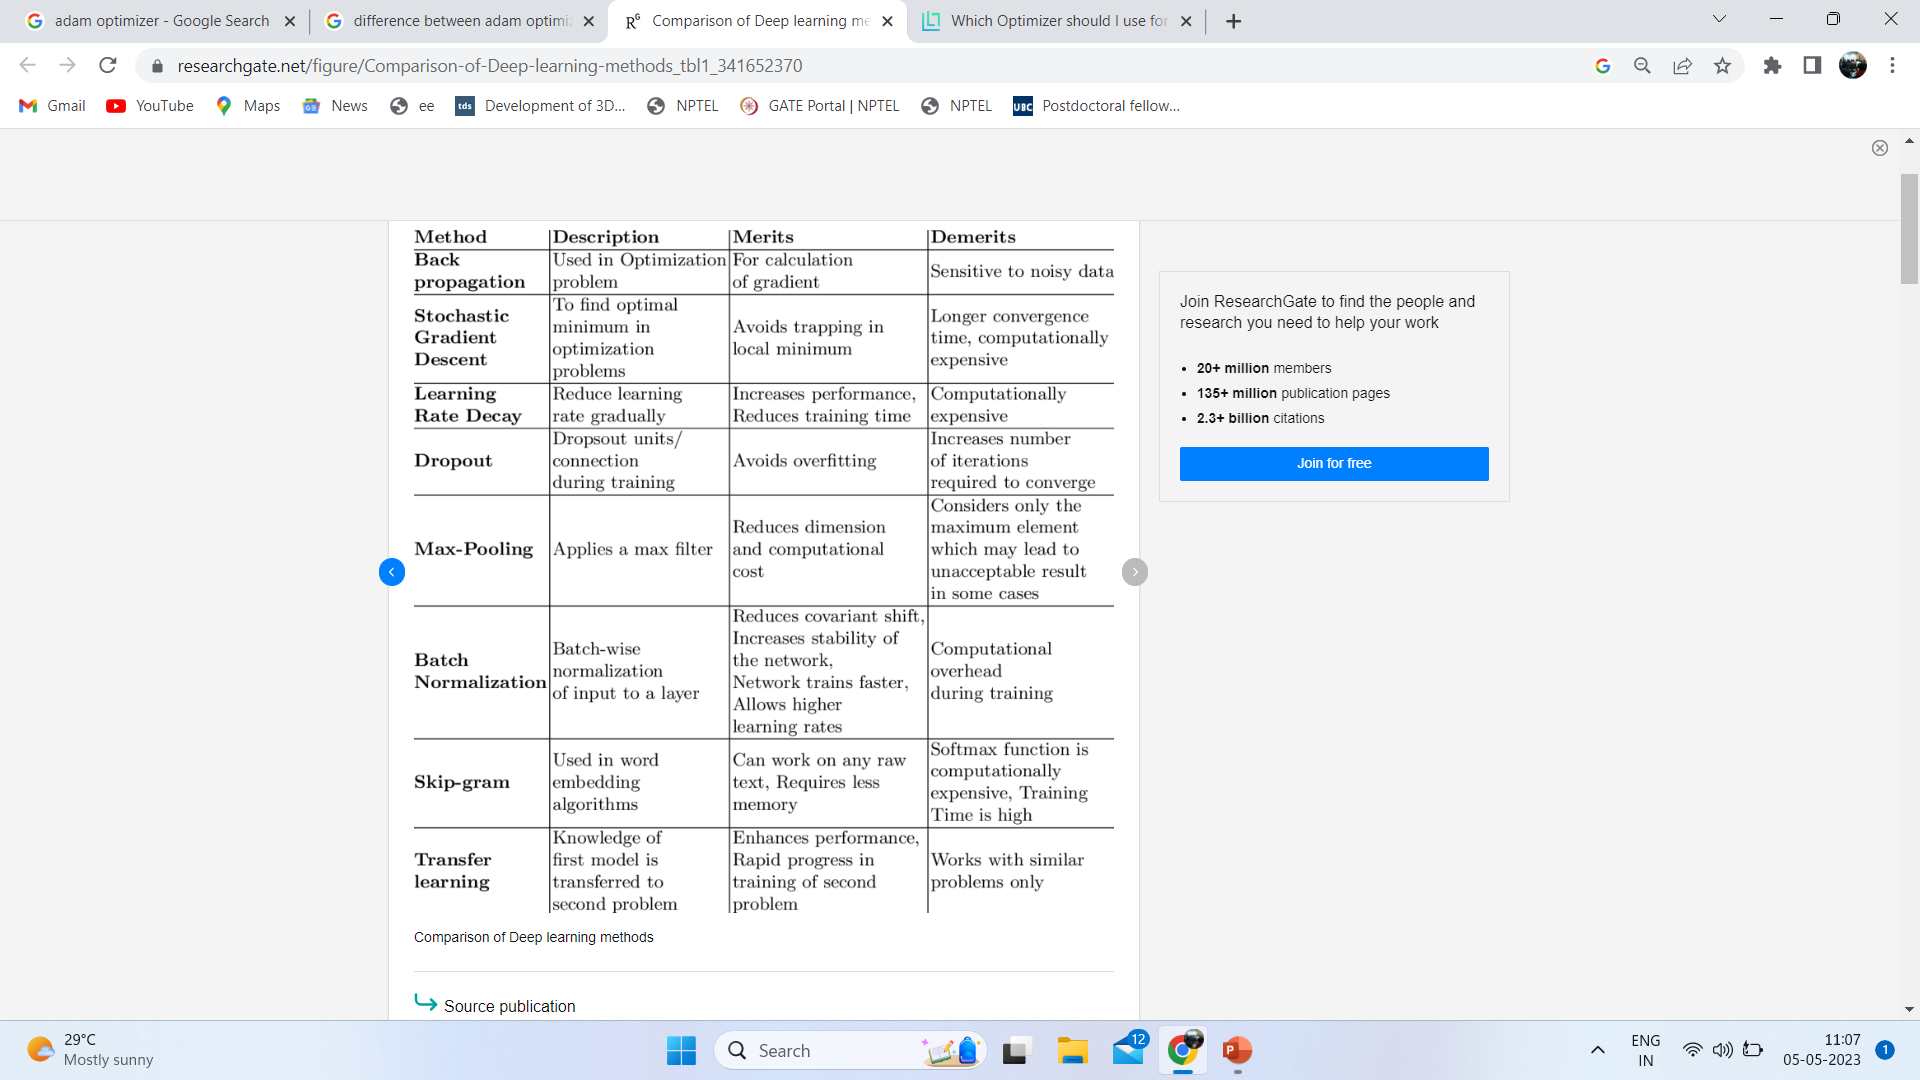 adam optimizer - Google Search
difference between adam optimi
Comparison of Deep learning me
Which Optimizer should I use for
researchgate.net/figure/Comparison-of-Deep-learning-methods_tbl1_341652370
Gmail
YouTube
Maps
News
ee
tds
Development of 3D...
NPTEL
GATE Portal | NPTEL
NPTEL
UBC
Postdoctoral fellow...
Method Description Merits Demerits
Back
propagation
Used in Optimization
problem
For calculation
of gradient
Sensitive to noisy data
Stochastic
Gradient
Descent
To find optimal
minimum in
optimization
problems
Avoids trapping in
local minimum
Longer convergence
time, computationally
expensive
Learning
Rate Decay
Reduce learning
rate gradually
Increases performance,
Reduces training time
Computationally
expensive
Dropout
Dropsout units/
connection
during training
Avoids overfitting
Increases number
of iterations
required to converge
Max-Pooling
Applies a max filter
Reduces dimension
and computational
cost
Considers only the
maximum element
which may lead to
unacceptable result
in some cases
Batch
Normalization
Batch-wise
normalization
of input to a layer
Reduces covariant shift,
Increases stability of
the network,
Network trains faster,
Allows higher
learning rates
Computational
overhead
during training
Skip-gram
Used in word
embedding
algorithms
Can work on any raw
text, Requires less
memory
Softmax function is
computationally
expensive, Training
Time is high
Transfer
learning
Knowledge of
first model is
transferred to
second problem
Enhances performance,
Rapid progress in
training of second
problem
Works with similar
problems only
Comparison of Deep learning methods
Source publication
Join ResearchGate to find the people and
research you need to help your work
20+ million members
135+ million publication pages
2.3+ billion citations
Join for free
29°C
Mostly sunny
Search
12
ENG
IN
11:07
05-05-2023
1